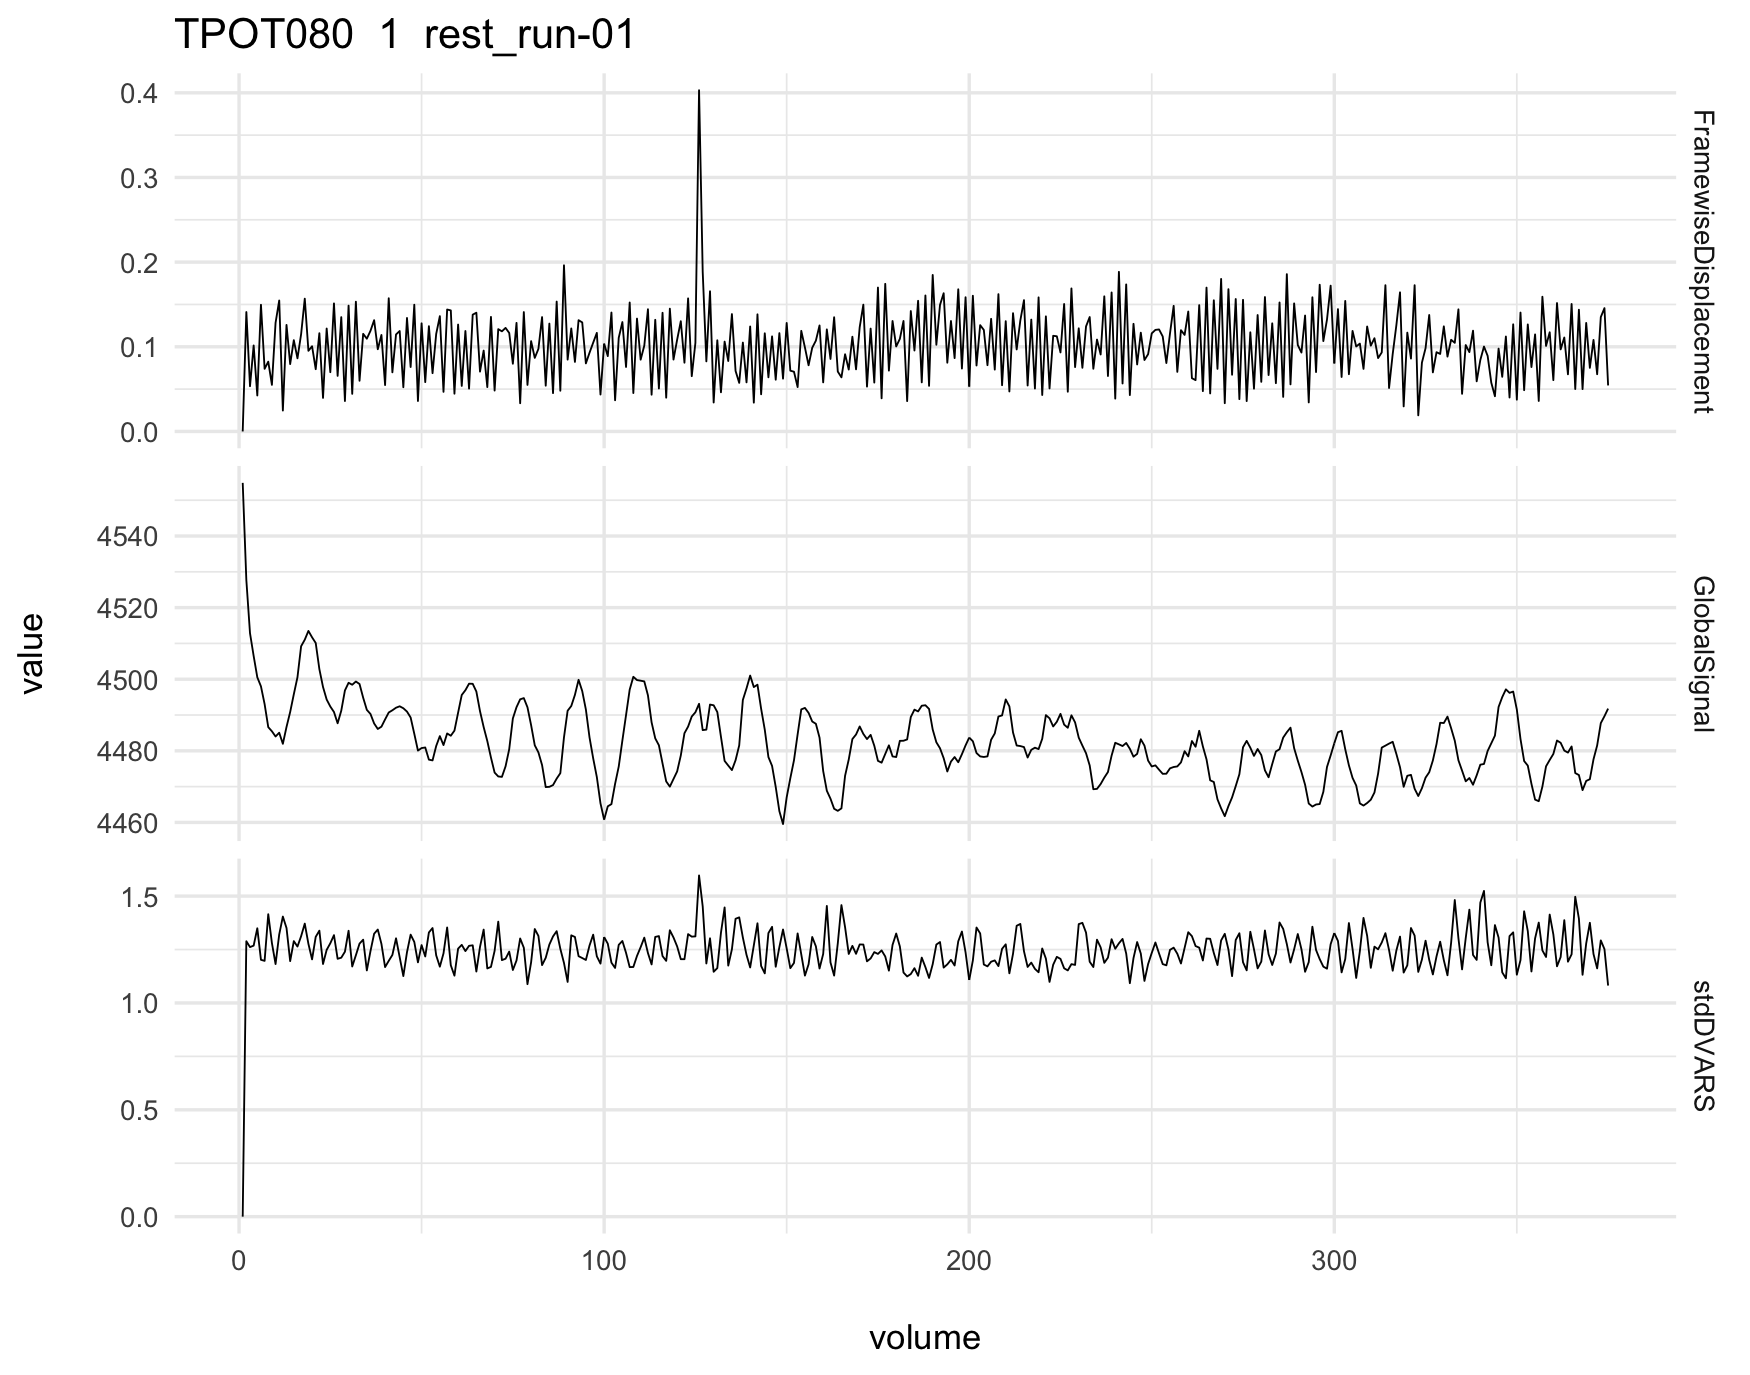 TPOT080 1 rest_run-01
0.4
0.3
0.2
0.1
0.0
FramewiseDisplacement
4540
4520
4500
4480
4460
GlobalSignal
1.5
1.0
0.5
0.0
stdDVARS
value
0 100 200 300
volume